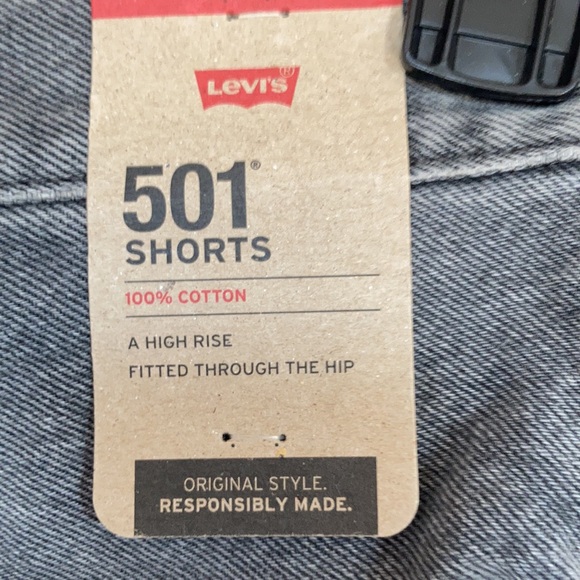 Levi's®
501®
SHORTS
100% COTTON
A HIGH RISE
FITTED THROUGH THE HIP
ORIGINAL STYLE.
RESPONSIBLY MADE.